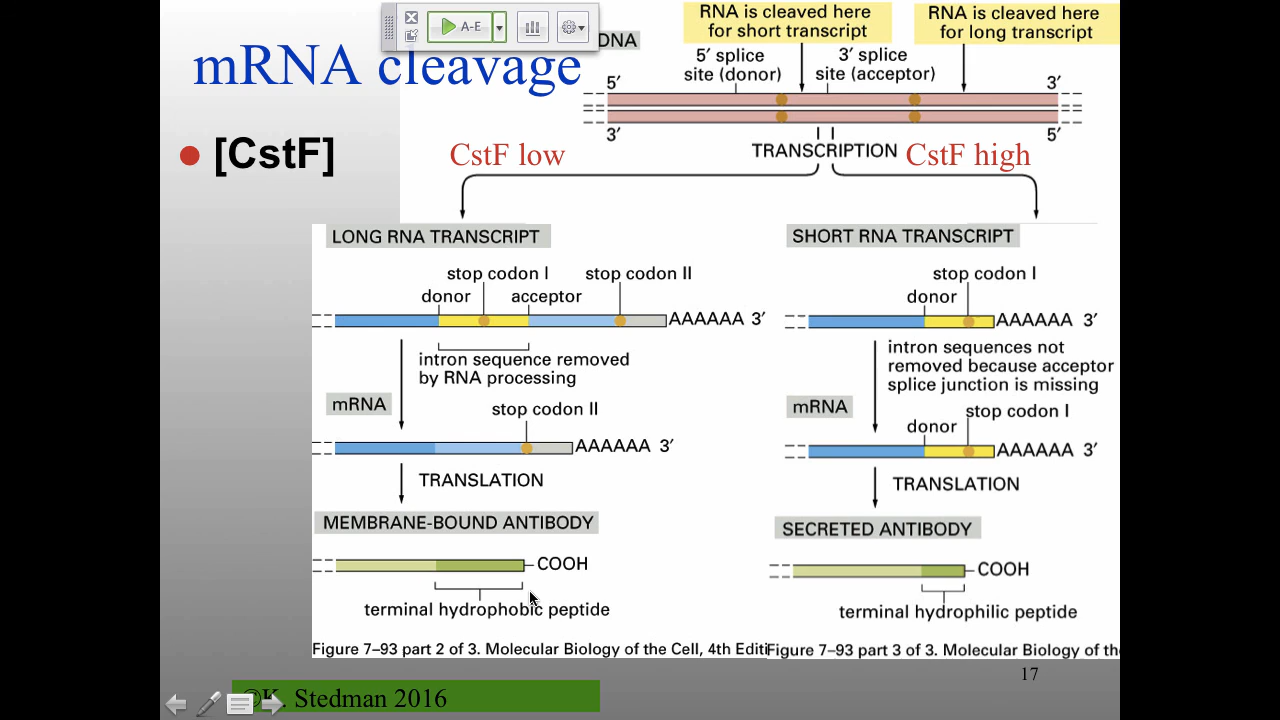 A-E
mRNA cleavage
[CstF]
DNA
RNA is cleaved here
for short transcript
RNA is cleaved here
for long transcript
5′ splice
site (donor)
3′ splice
site (acceptor)
5′
3′
3′
5′
TRANSCRIPTION
CstF low
CstF high
LONG RNA TRANSCRIPT
stop codon I
stop codon II
donor
acceptor
AAAAAA 3′
intron sequence removed
by RNA processing
mRNA
stop codon II
AAAAAA 3′
TRANSLATION
MEMBRANE-BOUND ANTIBODY
COOH
terminal hydrophobic peptide
Figure 7–93 part 2 of 3. Molecular Biology of the Cell, 4th Editi
SHORT RNA TRANSCRIPT
stop codon I
donor
AAAAAA 3′
intron sequences not
removed because acceptor
splice junction is missing
mRNA
stop codon I
donor
AAAAAA 3′
TRANSLATION
SECRETED ANTIBODY
COOH
terminal hydrophilic peptide
Figure 7–93 part 3 of 3. Molecular Biology of th
17
©K. Stedman 2016